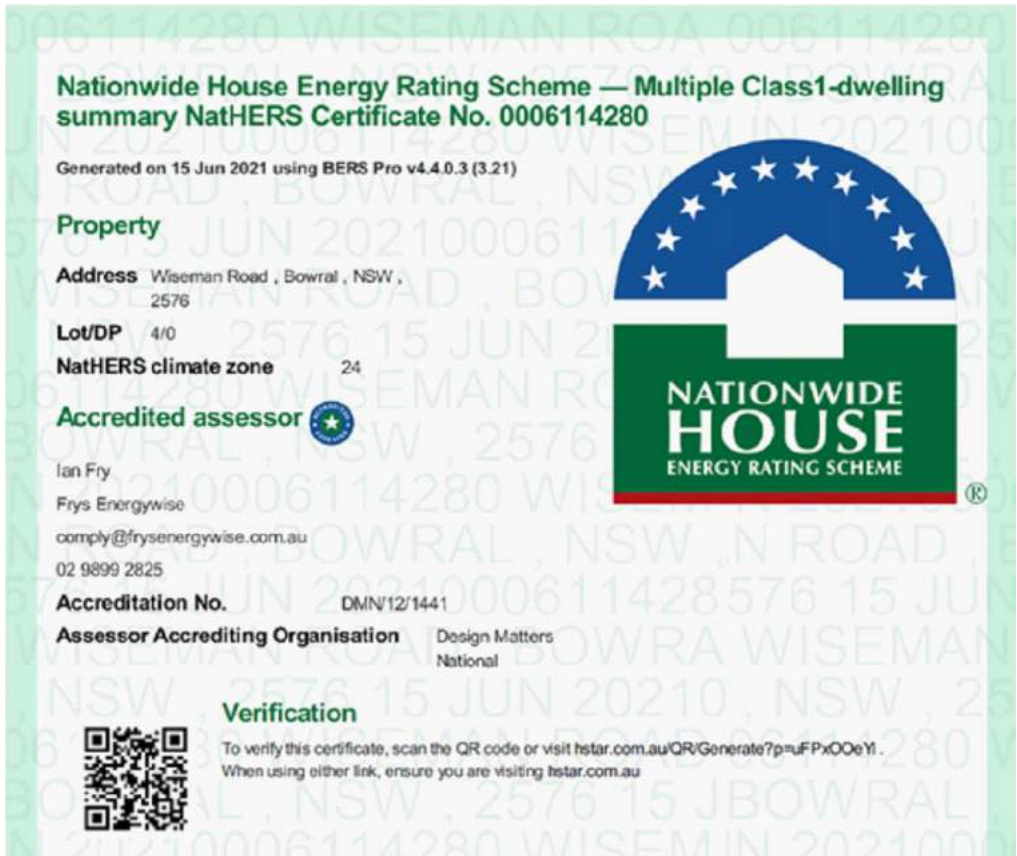 Nationwide House Energy Rating Scheme — Multiple Class1-dwelling
summary NatHERS Certificate No. 0006114280
Generated on 15 Jun 2021 using BERS Pro v4.4.0.3 (3.21)
Property
Address Wiseman Road , Bowral , NSW ,
2576
Lot/DP 4/0
NatHERS climate zone 24
Accredited assessor
Ian Fry
Frys Energywise
comply@frysenergywise.com.au
02 9899 2825
Accreditation No. DMN/12/1441
Assessor Accrediting Organisation Design Matters
National
NATIONWIDE
HOUSE
ENERGY RATING SCHEME
®
Verification
To verify this certificate, scan the QR code or visit hstar.com.au/QR/Generate?p=uFPxOOeYl .
When using either link, ensure you are visiting hstar.com.au